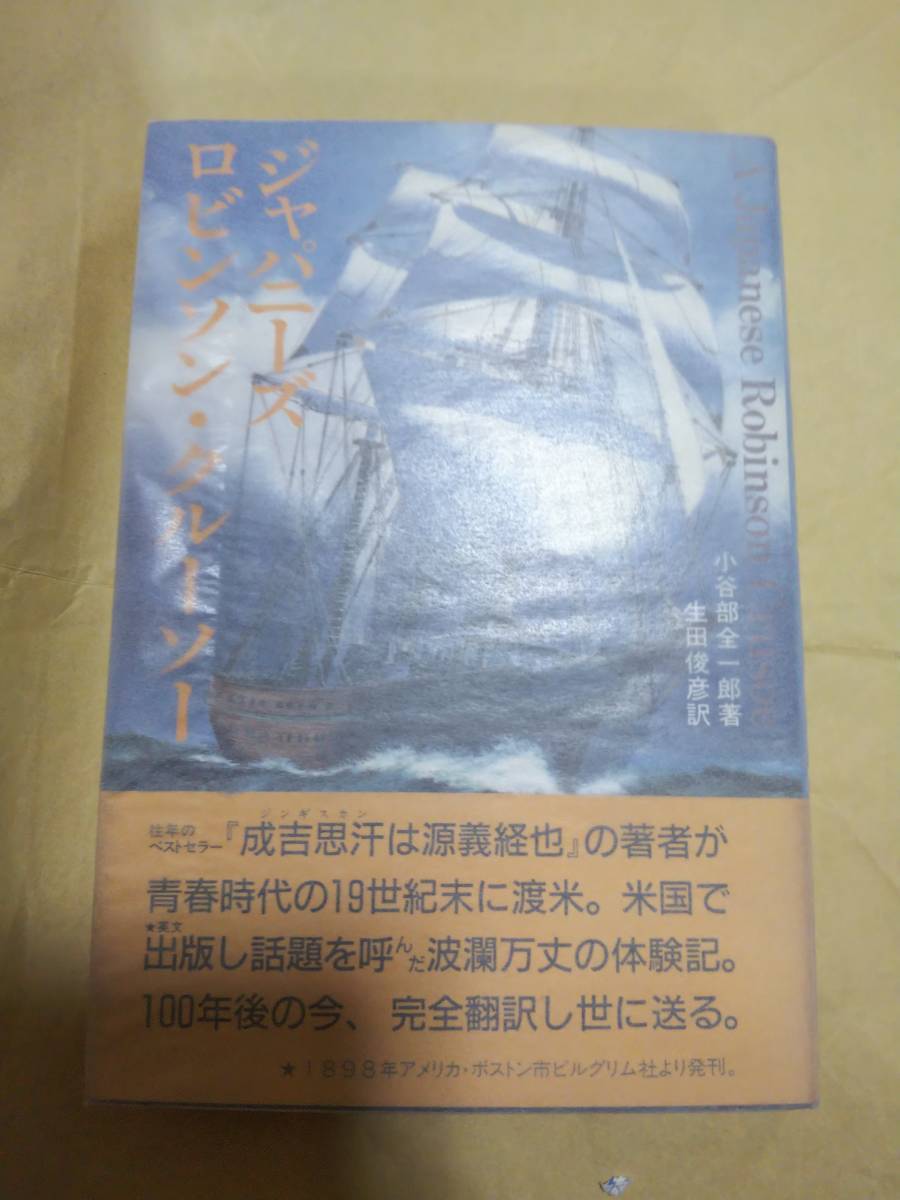 ジャパニーズ
ロビンソン・クルーソー
A Japanese Robinson Crusoe
小谷部全一郎著
生田俊彦訳
往年の
ベストセラー
『成吉思汗は源義経也』の著者が
ジンギスカン
青春時代の19世紀末に渡米。米国で
★英文
出版し話題を呼んだ波瀾万丈の体験記。
100年後の今、完全翻訳し世に送る。
★1898年アメリカ・ボストン市ピルグリム社より発刊。